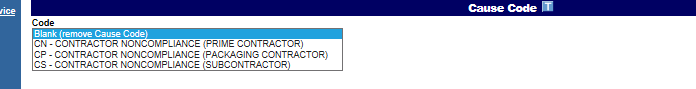 vice
Cause Code T
Code
Blank (remove Cause Code)
CN - CONTRACTOR NONCOMPLIANCE (PRIME CONTRACTOR)
CP - CONTRACTOR NONCOMPLIANCE (PACKAGING CONTRACTOR)
CS - CONTRACTOR NONCOMPLIANCE (SUBCONTRACTOR)